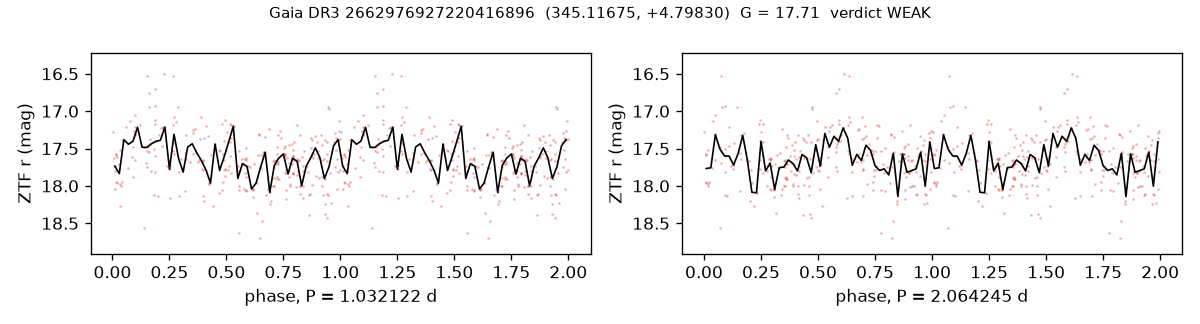 Gaia DR3 2662976927220416896 (345.11675, +4.79830) G = 17.71 verdict WEAK
ZTF r (mag)
16.5
17.0
17.5
18.0
18.5
0.00 0.25 0.50 0.75 1.00 1.25 1.50 1.75 2.00
phase, P = 1.032122 d
ZTF r (mag)
16.5
17.0
17.5
18.0
18.5
0.00 0.25 0.50 0.75 1.00 1.25 1.50 1.75 2.00
phase, P = 2.064245 d